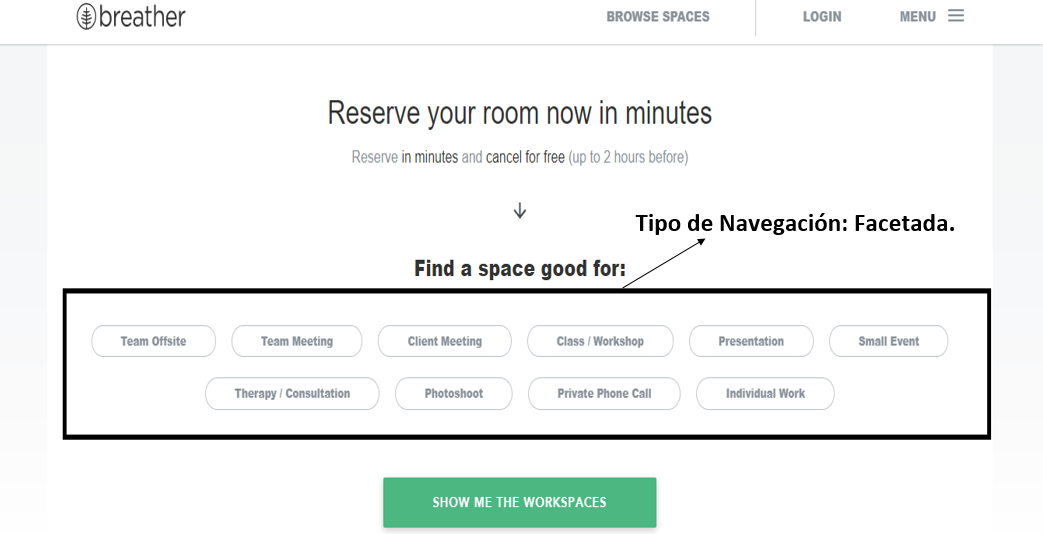 breather
BROWSE SPACES LOGIN MENU
Reserve your room now in minutes
Reserve in minutes and cancel for free (up to 2 hours before)
Tipo de Navegación: Facetada.
Find a space good for:
Team Offsite Team Meeting Client Meeting Class / Workshop Presentation Small Event
Therapy / Consultation Photoshoot Private Phone Call Individual Work
SHOW ME THE WORKSPACES